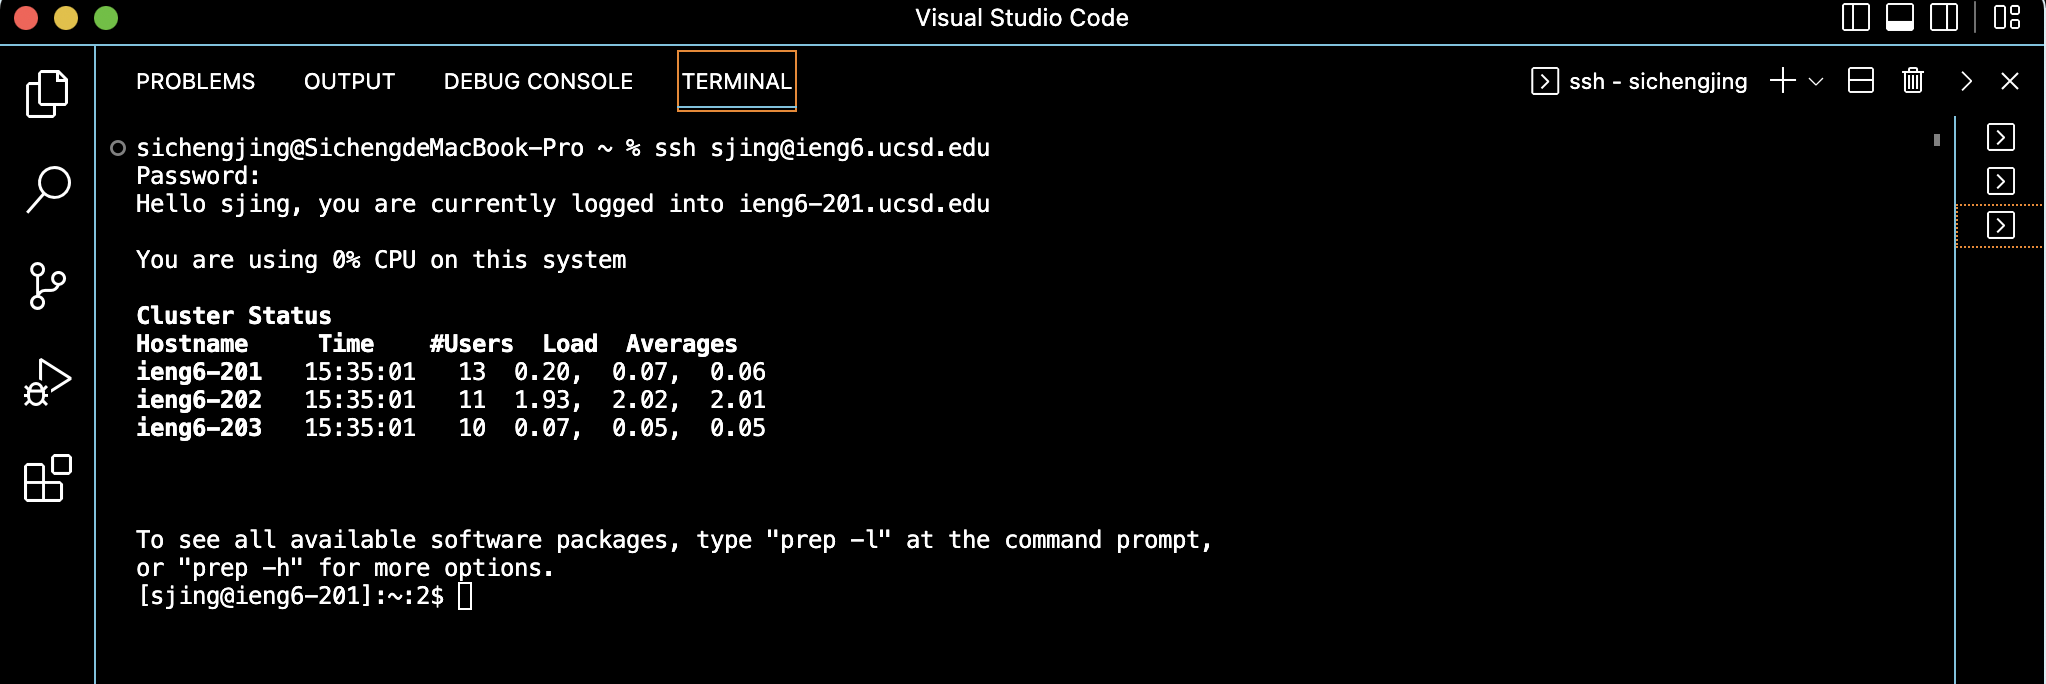 Visual Studio Code
PROBLEMS OUTPUT DEBUG CONSOLE TERMINAL ssh - sichengjing
sichengjing@SichengdeMacBook-Pro ~ % ssh sjing@ieng6.ucsd.edu
Password:
Hello sjing, you are currently logged into ieng6-201.ucsd.edu
You are using 0% CPU on this system
Cluster Status
Hostname Time #Users Load Averages
ieng6-201 15:35:01 13 0.20, 0.07, 0.06
ieng6-202 15:35:01 11 1.93, 2.02, 2.01
ieng6-203 15:35:01 10 0.07, 0.05, 0.05
To see all available software packages, type "prep -l" at the command prompt,
or "prep -h" for more options.
[sjing@ieng6-201]:~:2$